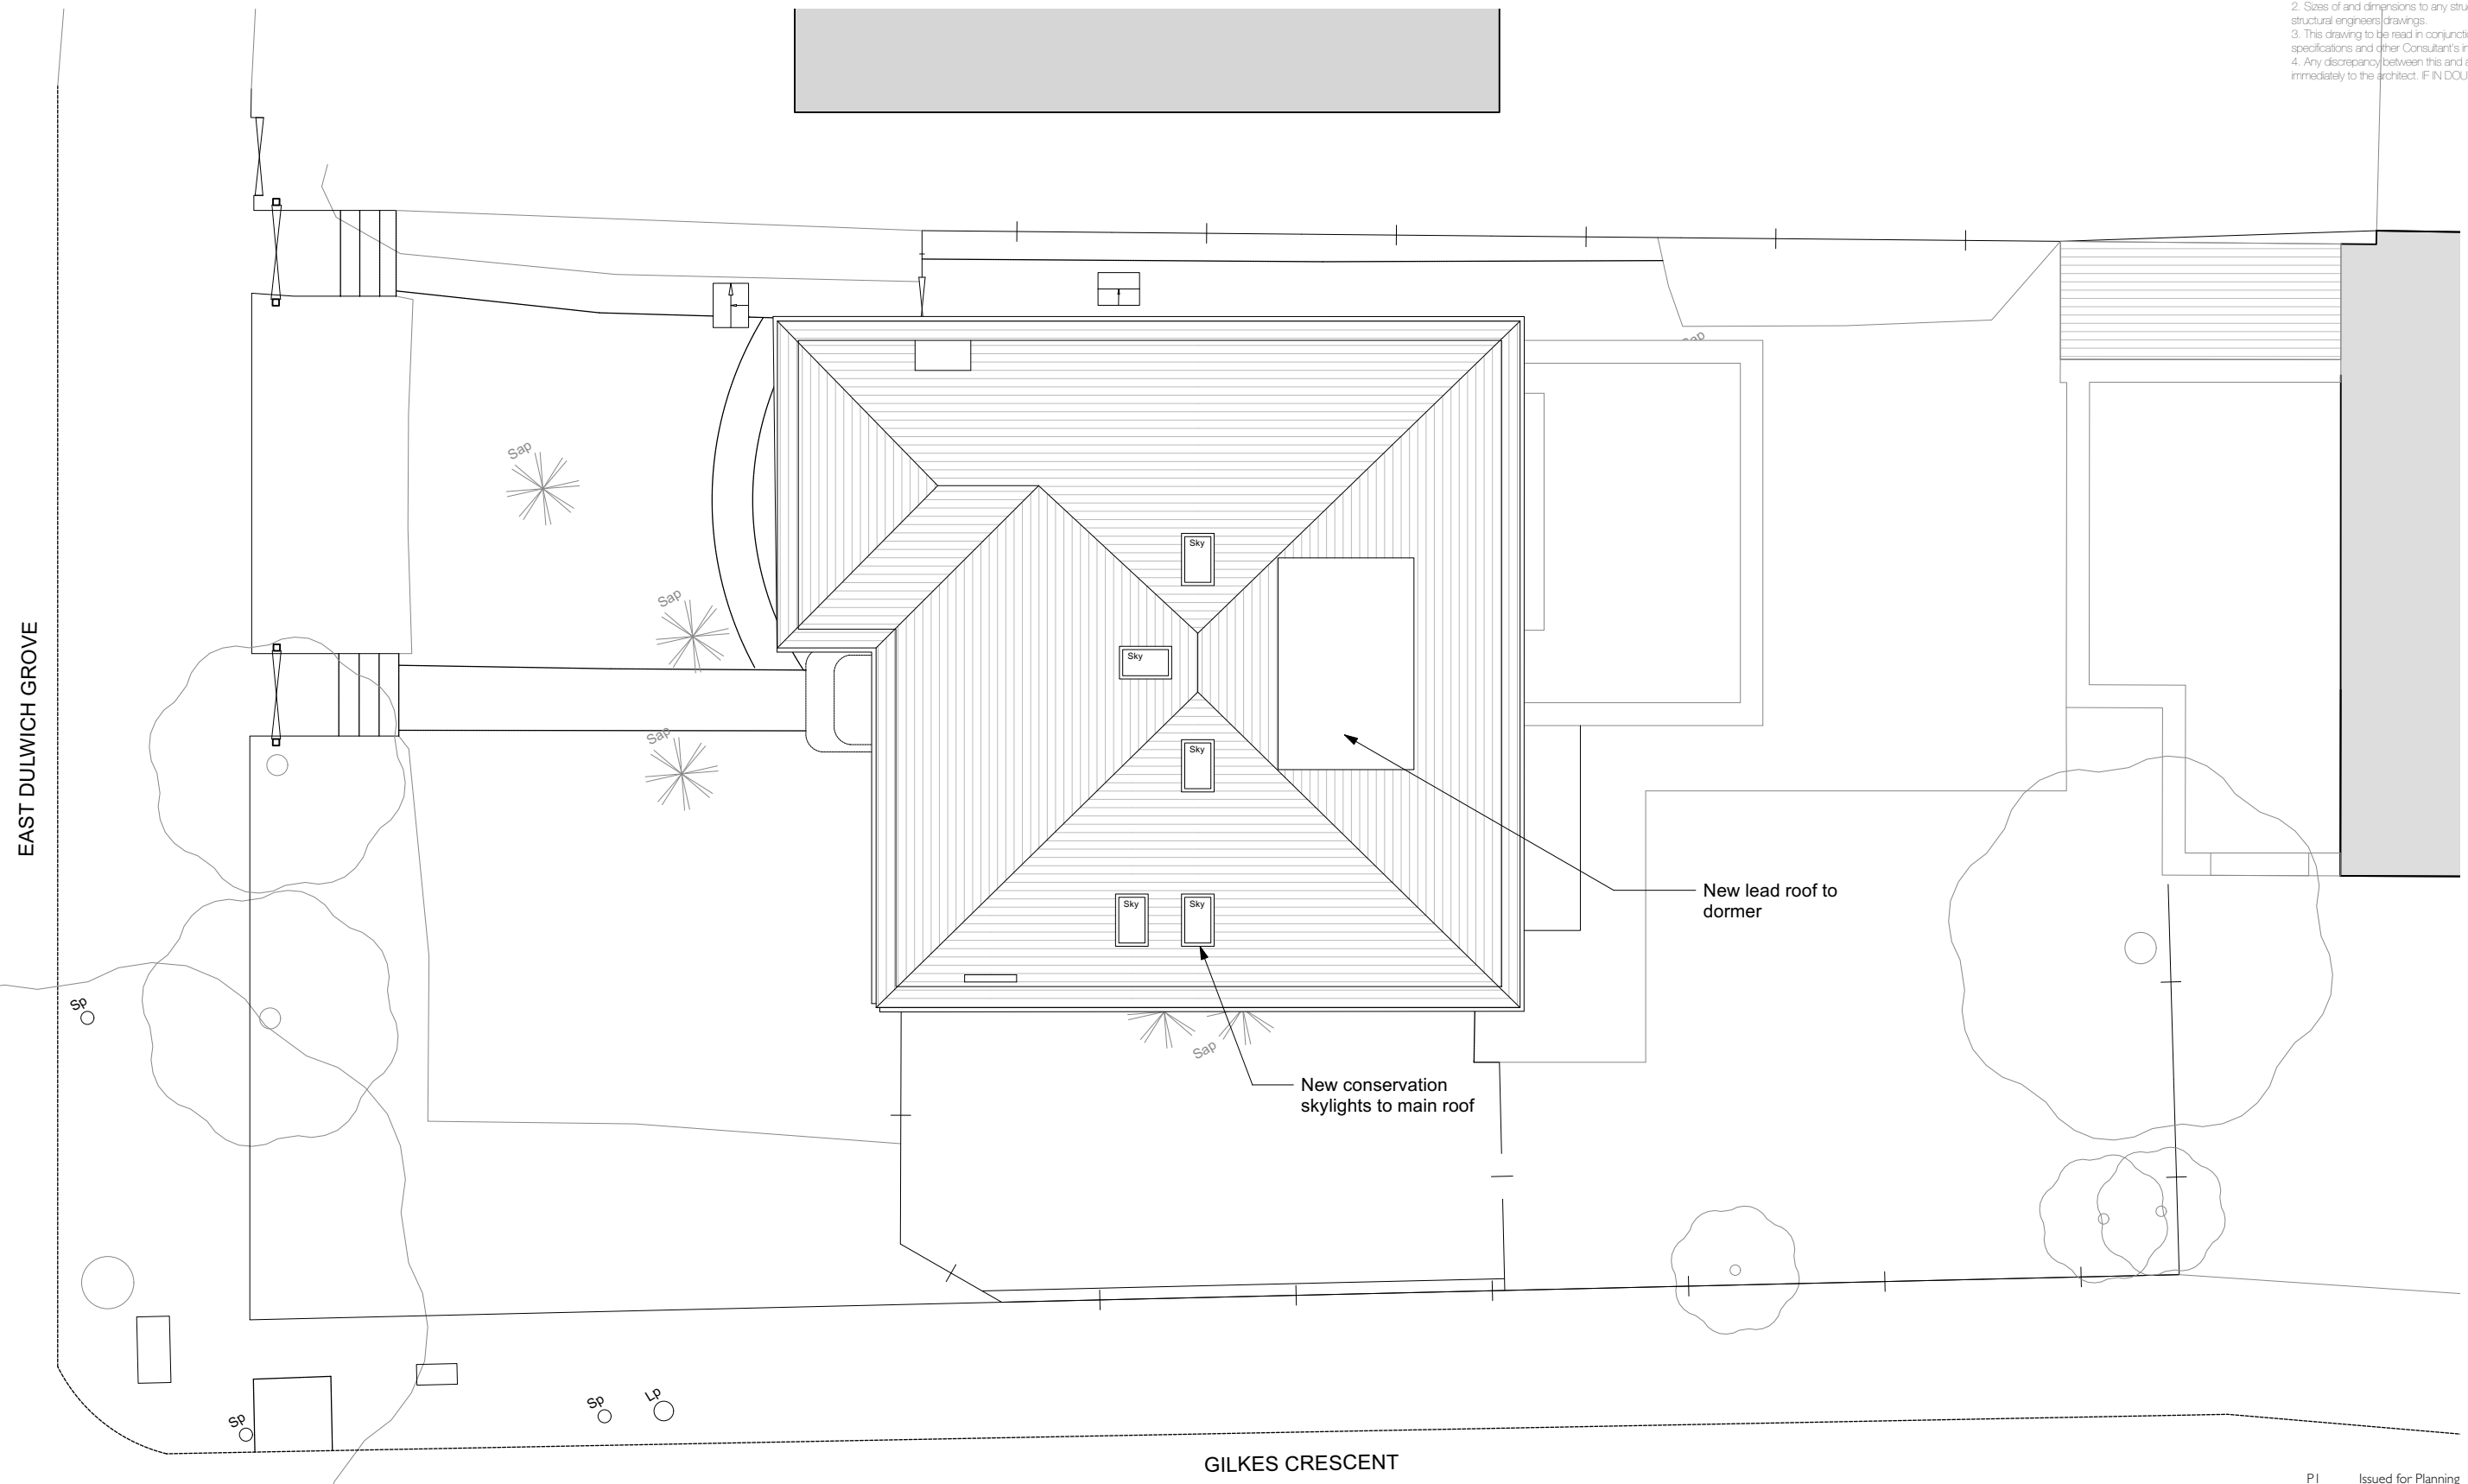 2. Sizes of and dimensions to any
structural engineers drawings.
3. This drawing to be read in
specifications and other Consultant's
4. Any discrepancy between this and
immediately to the architect. IF IN
Sap
Sap
Sky
Sap
EAST DULWICH GROVE
Sky
Sap
Sky
New lead roof to
dormer
Sky
Sky
Sp
Sap
New conservation
skylights to main roof
Sp
Lp
Sp
GILKES CRESCENT
P1 Issued for Planning